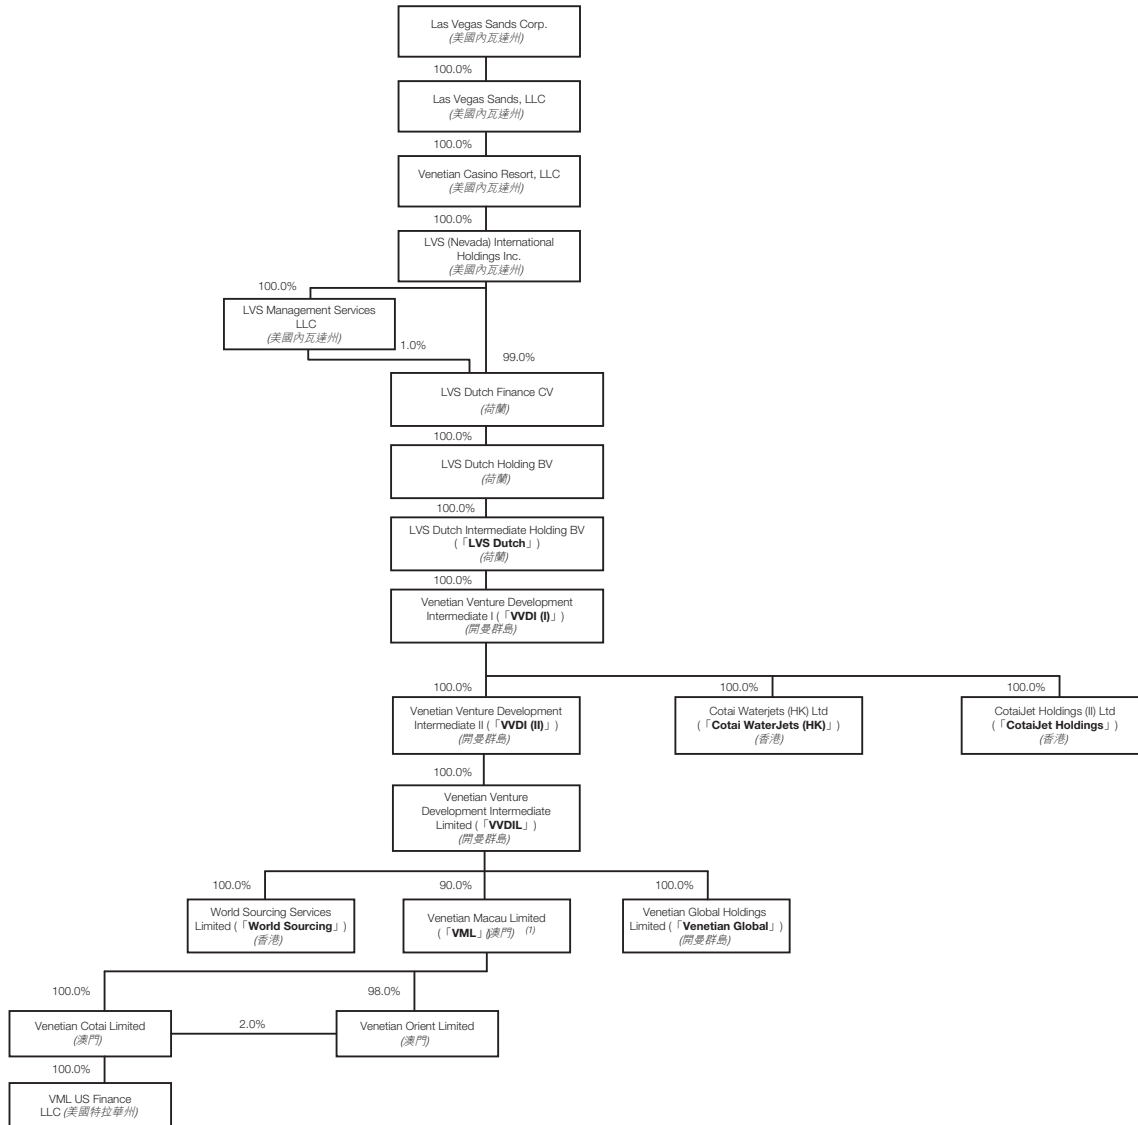 Las Vegas Sands Corp.
(美國內瓦達州)
100.0%
Las Vegas Sands, LLC
(美國內瓦達州)
100.0%
Venetian Casino Resort, LLC
(美國內瓦達州)
100.0%
LVS (Nevada) International
Holdings Inc.
(美國內瓦達州)
100.0%
LVS Management Services
LLC
(美國內瓦達州)
1.0%
99.0%
LVS Dutch Finance CV
(荷蘭)
100.0%
LVS Dutch Holding BV
(荷蘭)
100.0%
LVS Dutch Intermediate Holding BV
(「LVS Dutch」)
(荷蘭)
100.0%
Venetian Venture Development
Intermediate I (「VVDI (I)」)
(開曼群島)
100.0%
100.0%
100.0%
Venetian Venture Development
Intermediate II (「VVDI (II)」)
(開曼群島)
Cotai Waterjets (HK) Ltd
(「Cotai WaterJets (HK)」)
(香港)
CotaiJet Holdings (II) Ltd
(「CotaiJet Holdings」)
(香港)
100.0%
Venetian Venture
Development Intermediate
Limited (「VVDIL」)
(開曼群島)
100.0%
90.0%
100.0%
World Sourcing Services
Limited (「World Sourcing」)
(香港)
Venetian Macau Limited
(「VML」)(澳門) (1)
Venetian Global Holdings
Limited (「Venetian Global」)
(開曼群島)
100.0%
98.0%
Venetian Cotai Limited
(澳門)
2.0%
Venetian Orient Limited
(澳門)
100.0%
VML US Finance
LLC (美國特拉華州)